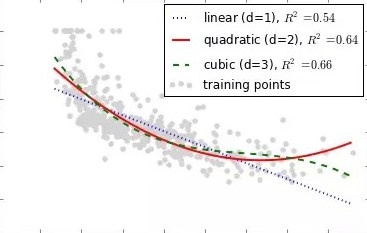 linear (d=1), R² =0.54
quadratic (d=2), R² =0.64
cubic (d=3), R² =0.66
training points